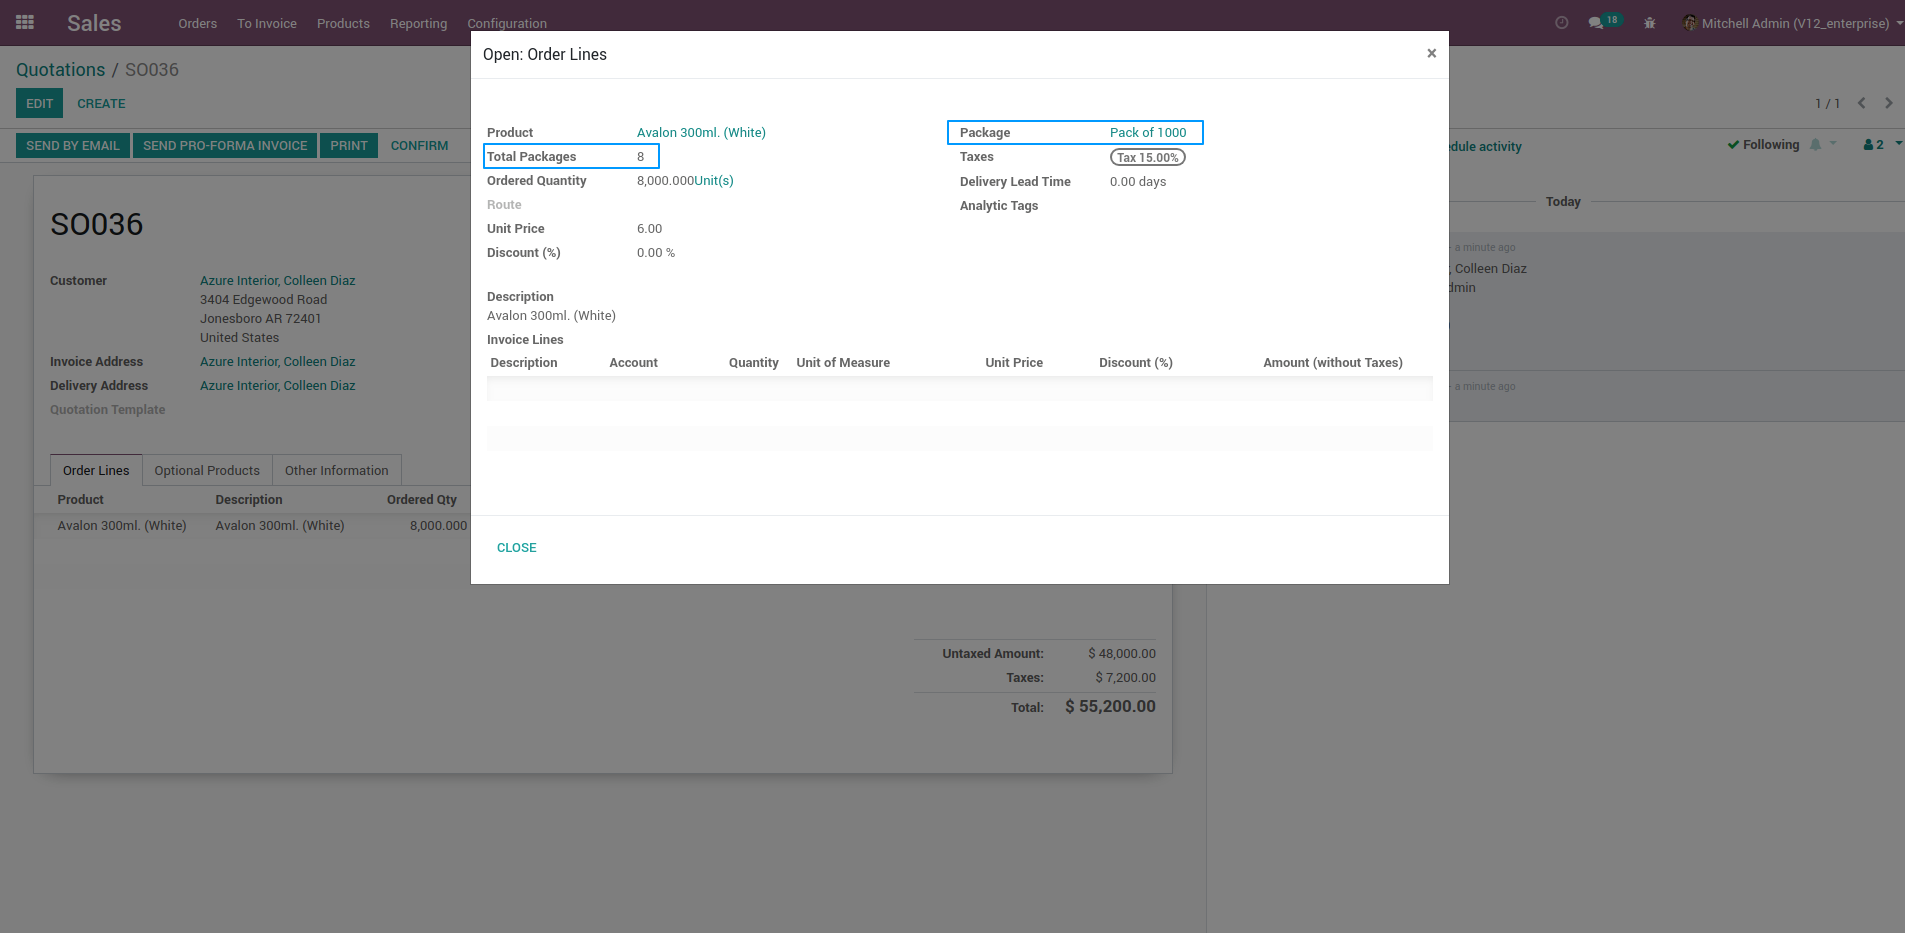 Sales Orders To Invoice Products Reporting Configuration 18 Mitchell Admin (V12_enterprise)
Quotations / SO036
EDIT CREATE 1 / 1
SEND BY EMAIL SEND PRO-FORMA INVOICE PRINT CONFIRM dule activity Following 2
Today
SO036
- a minute ago
, Colleen Diaz
dmin
- a minute ago
Customer Azure Interior, Colleen Diaz
3404 Edgewood Road
Jonesboro AR 72401
United States
Invoice Address Azure Interior, Colleen Diaz
Delivery Address Azure Interior, Colleen Diaz
Quotation Template
Order Lines Optional Products Other Information
Product Description Ordered Qty
Avalon 300ml. (White) Avalon 300ml. (White) 8,000.000
Untaxed Amount: $ 48,000.00
Taxes: $ 7,200.00
Total: $ 55,200.00
Open: Order Lines ×
Product Avalon 300ml. (White)
Total Packages 8
Ordered Quantity 8,000.000Unit(s)
Route
Unit Price 6.00
Discount (%) 0.00 %
Package Pack of 1000
Taxes Tax 15.00%
Delivery Lead Time 0.00 days
Analytic Tags
Description
Avalon 300ml. (White)
Invoice Lines
Description Account Quantity Unit of Measure Unit Price Discount (%) Amount (without Taxes)
CLOSE